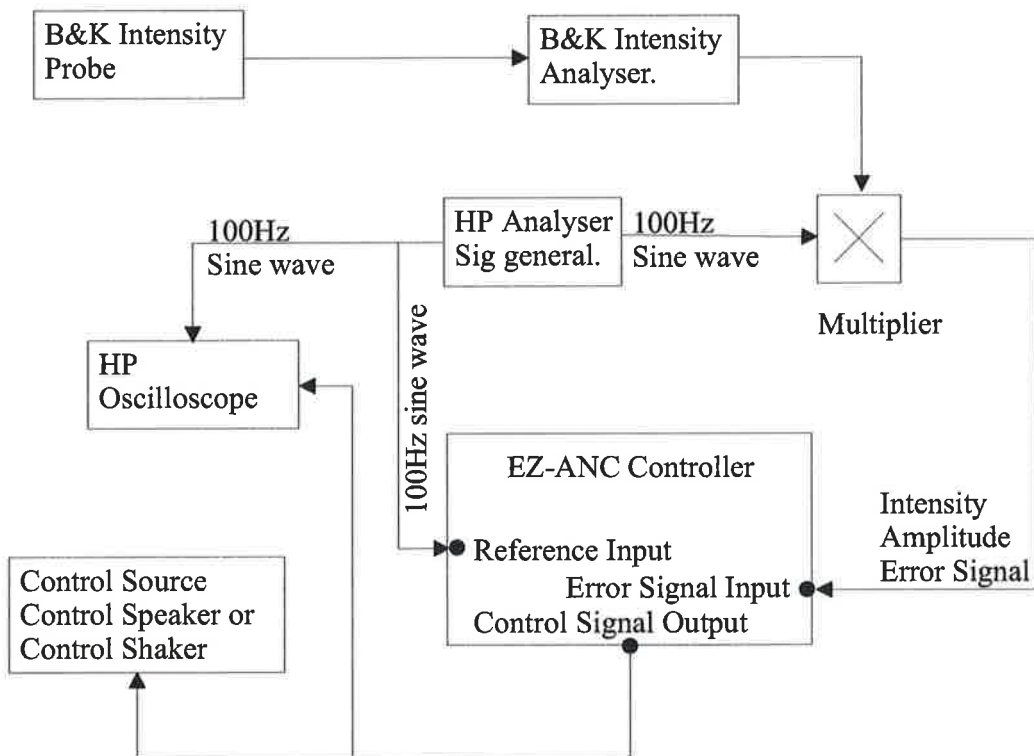 B&K Intensity
Probe
B&K Intensity
Analyser.
100Hz
Sine wave
HP Analyser
Sig general.
100Hz
Sine wave
Multiplier
HP
Oscilloscope
100Hz sine wave
EZ-ANC Controller
Reference Input
Error Signal Input
Control Signal Output
Intensity
Amplitude
Error Signal
Control Source
Control Speaker or
Control Shaker